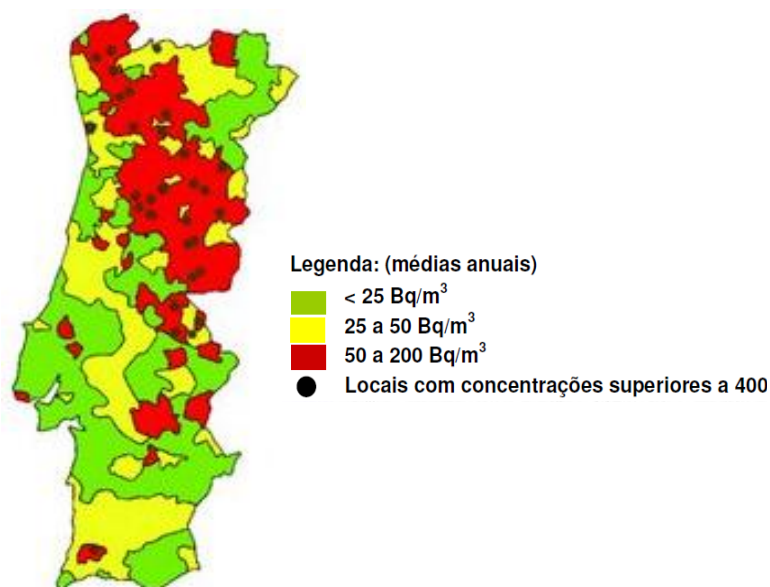 Legenda: (médias anuais)
< 25 Bq/m³
25 a 50 Bq/m³
50 a 200 Bq/m³
Locais com concentrações superiores a 400